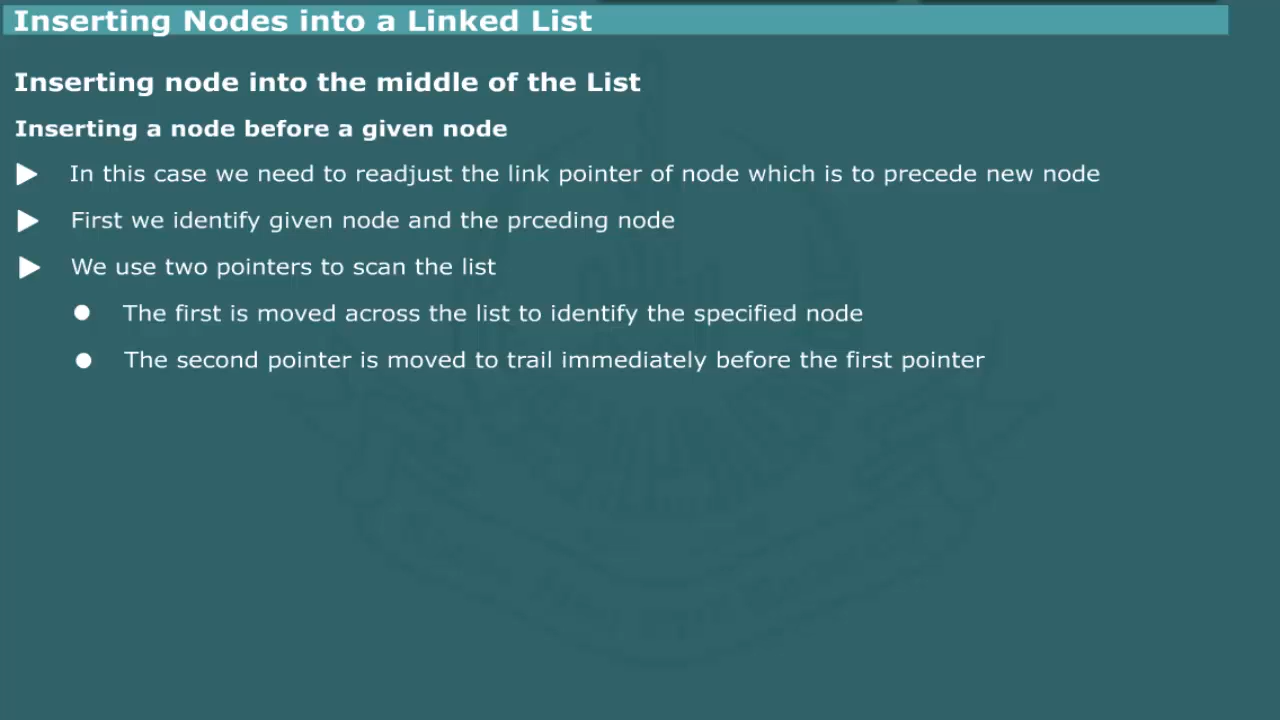 Inserting Nodes into a Linked List
Inserting node into the middle of the List
Inserting a node before a given node
In this case we need to readjust the link pointer of node which is to precede new node
First we identify given node and the prceding node
We use two pointers to scan the list
The first is moved across the list to identify the specified node
The second pointer is moved to trail immediately before the first pointer